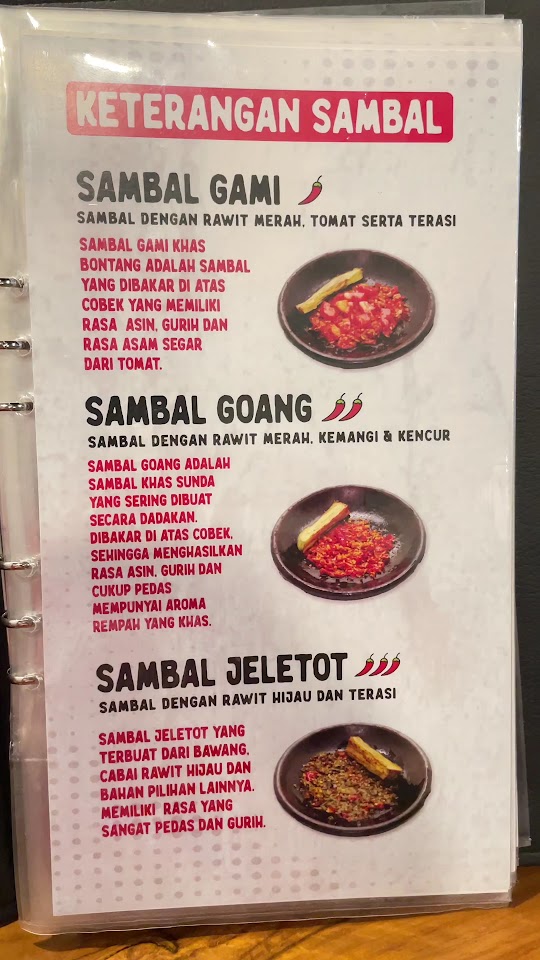 KETERANGAN SAMBAL
SAMBAL GAMI
SAMBAL DENGAN RAWIT MERAH, TOMAT SERTA TERASI
SAMBAL GAMI KHAS
BONTANG ADALAH SAMBAL
YANG DIBAKAR DI ATAS
COBEK YANG MEMILIKI
RASA ASIN, GURIH DAN
RASA ASAM SEGAR
DARI TOMAT.
SAMBAL GOANG
SAMBAL DENGAN RAWIT MERAH, KEMANGI & KENCUR
SAMBAL GOANG ADALAH
SAMBAL KHAS SUNDA
YANG SERING DIBUAT
SECARA DADAKAN.
DIBAKAR DI ATAS COBEK,
SEHINGGA MENGHASILKAN
RASA ASIN, GURIH DAN
CUKUP PEDAS
MEMPUNYAI AROMA
REMPAH YANG KHAS.
SAMBAL JELETOT
SAMBAL DENGAN RAWIT HIJAU DAN TERASI
SAMBAL JELETOT YANG
TERBUAT DARI BAWANG,
CABAI RAWIT HIJAU DAN
BAHAN PILIHAN LAINNYA.
MEMILIKI RASA YANG
SANGAT PEDAS DAN GURIH.